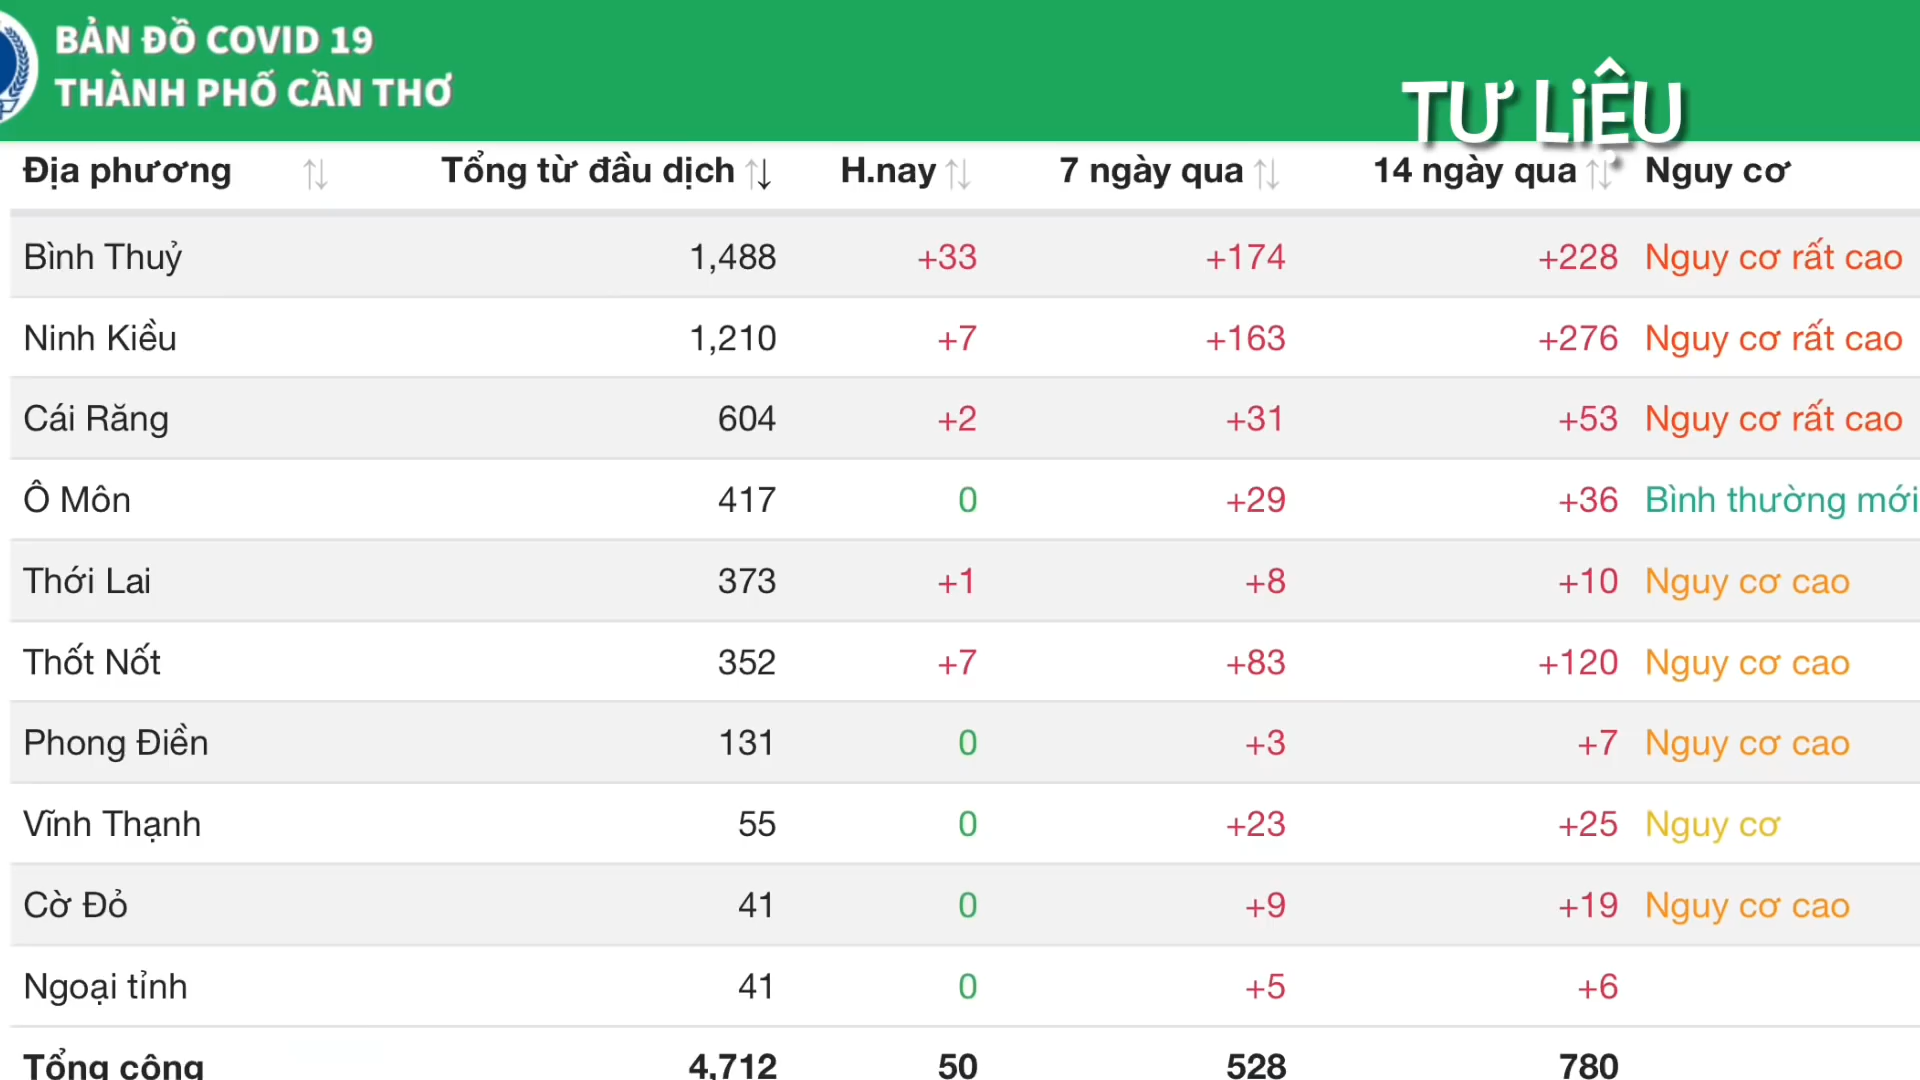 BẢN ĐỒ COVID 19
THÀNH PHỐ CẦN THƠ
TƯ LiỆU
Địa phương Tổng từ đầu dịch H.nay 7 ngày qua 14 ngày qua Nguy cơ
Bình Thuỷ 1,488 +33 +174 +228 Nguy cơ rất cao
Ninh Kiều 1,210 +7 +163 +276 Nguy cơ rất cao
Cái Răng 604 +2 +31 +53 Nguy cơ rất cao
Ô Môn 417 0 +29 +36 Bình thường mới
Thới Lai 373 +1 +8 +10 Nguy cơ cao
Thốt Nốt 352 +7 +83 +120 Nguy cơ cao
Phong Điền 131 0 +3 +7 Nguy cơ cao
Vĩnh Thạnh 55 0 +23 +25 Nguy cơ
Cờ Đỏ 41 0 +9 +19 Nguy cơ cao
Ngoại tỉnh 41 0 +5 +6
Tổng cộng 4,712 50 528 780